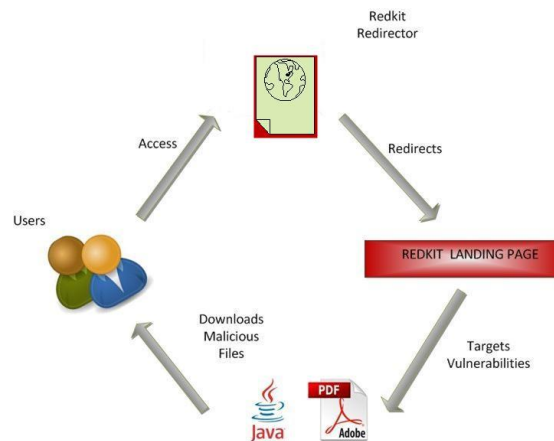 Redkit
Redirector
Access
Redirects
Users
REDKIT LANDING PAGE
Downloads
Malicious
Files
Targets
Vulnerabilities
PDF
Java
Adobe